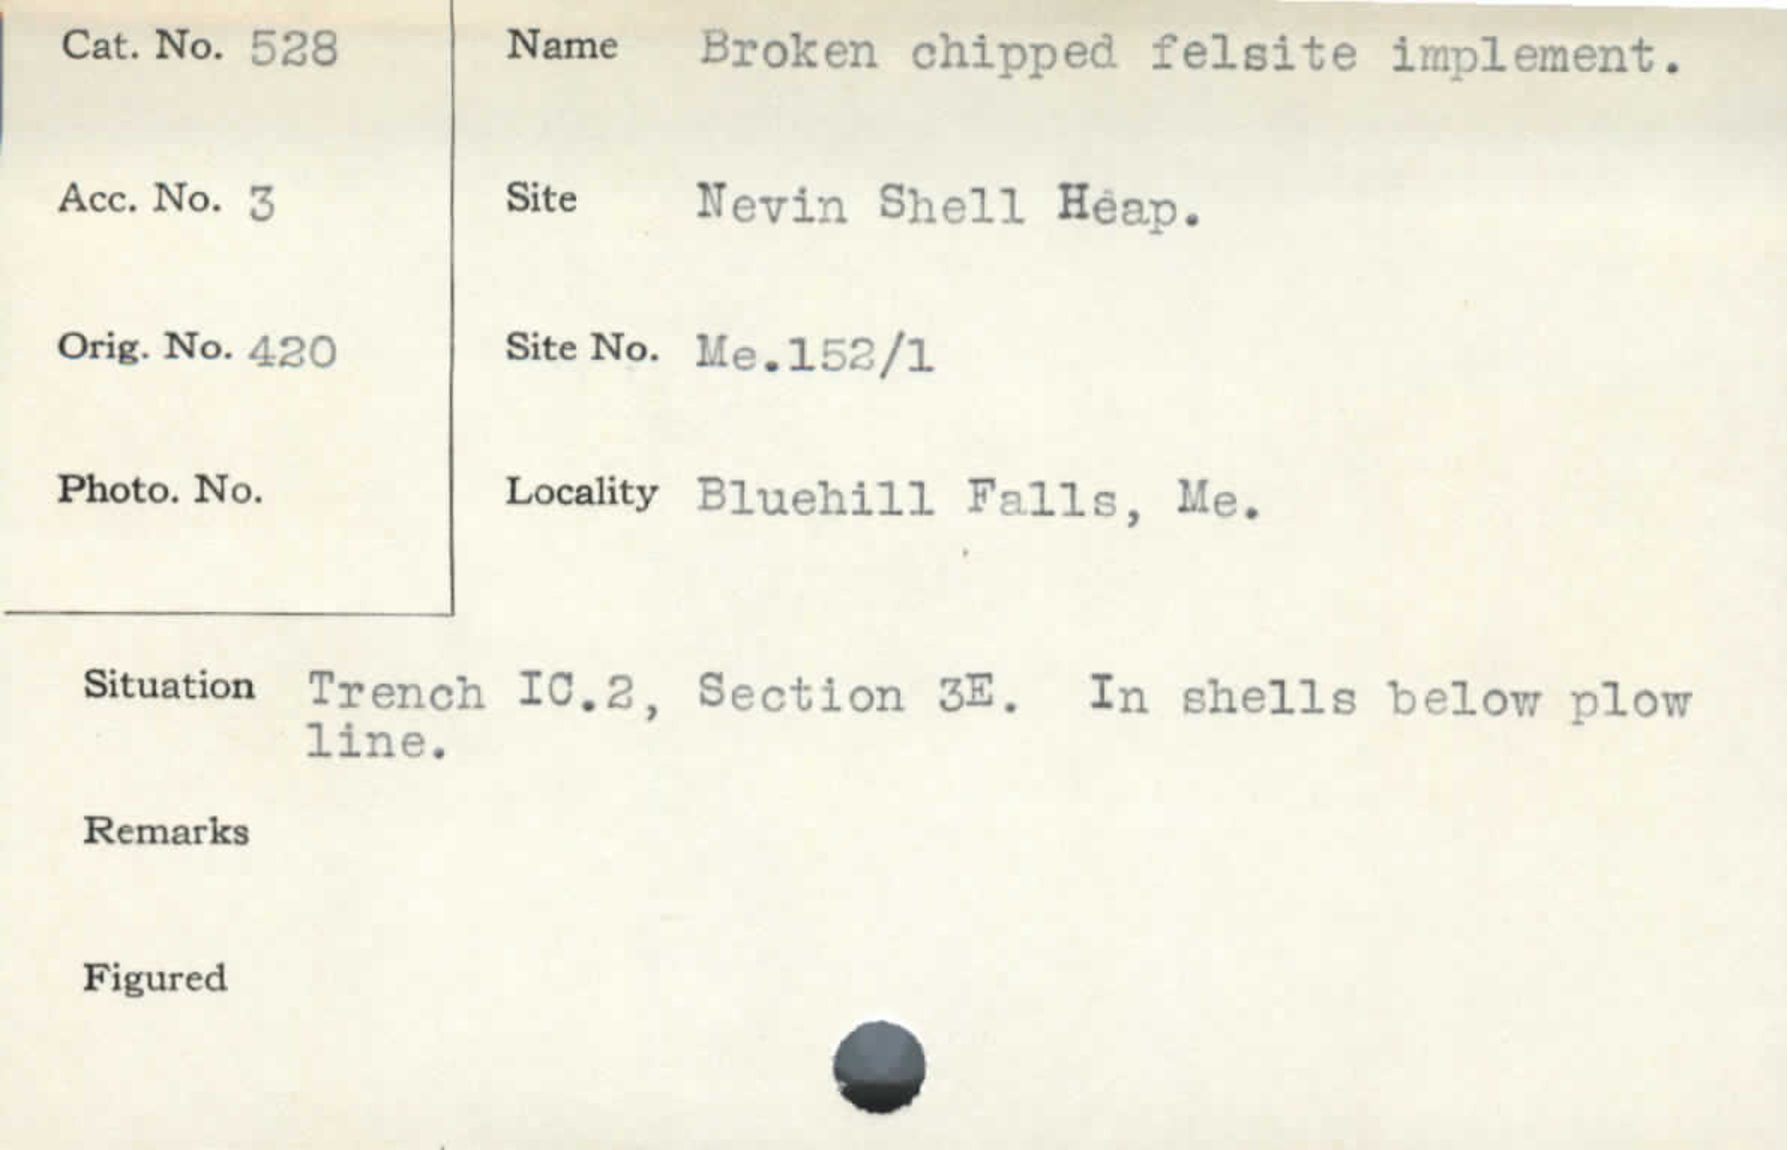 Cat. No. 528
Name Broken chipped felsite implement.
Acc. No. 3
Site Nevin Shell Heap.
Orig. No. 420
Site No. Me.152/1
Photo. No.
Locality Bluehill Falls, Me.
Situation Trench IC.2, Section 3E. In shells below plow
line.
Remarks
Figured